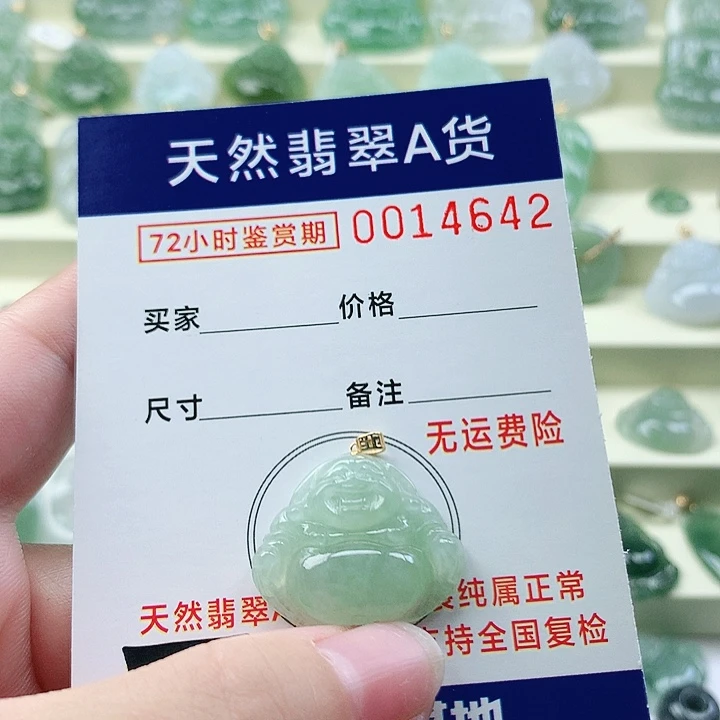 天然翡翠A货
72小时鉴赏期 0014642
买家 价格
尺寸 备注
无运费险
天然翡翠 纯属正常
持全国复检
地